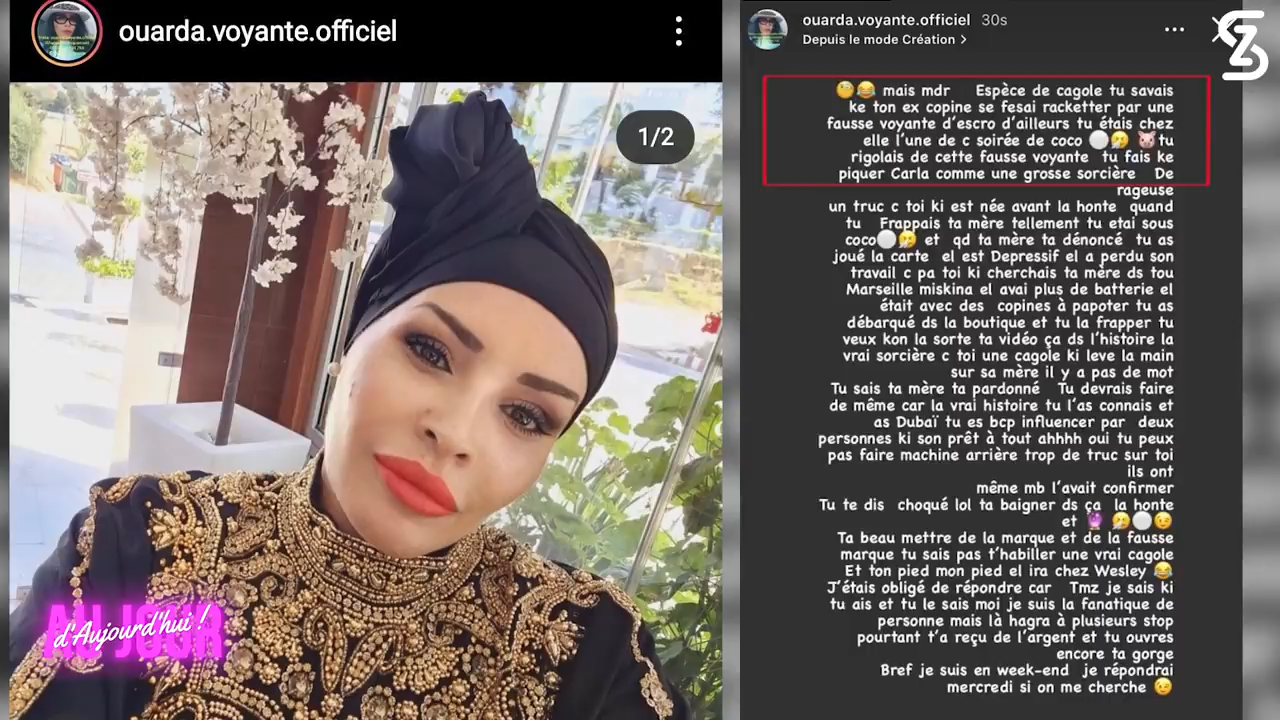 ouarda.voyante.officiel
1/2
AU JOUR
d'Aujourd'hui !
ouarda.voyante.officiel 30s
Depuis le mode Création >
🧐😂 mais mdr Espèce de cagole tu savais
ke ton ex copine se fesai racketter par une
fausse voyante d'escro d'ailleurs tu étais chez
elle l'une de c soirée de coco ⚪🤧 🐷tu
rigolais de cette fausse voyante tu fais ke
piquer Carla comme une grosse sorcière De
rageuse
un truc c toi ki est née avant la honte quand
tu Frappais ta mère tellement tu etai sous
coco⚪🤧 et qd ta mère ta dénoncé tu as
joué la carte el est Depressif el a perdu son
travail c pa toi ki cherchais ta mère ds tou
Marseille miskina el avai plus de batterie el
était avec des copines à papoter tu as
débarqué ds la boutique et tu la frapper tu
veux kon la sorte ta vidéo ça ds l'histoire la
vrai sorcière c toi une cagole ki leve la main
sur sa mère il y a pas de mot
Tu sais ta mère ta pardonné Tu devrais faire
de même car la vrai histoire tu l'as connais et
as Dubaï tu es bcp influencer par deux
personnes ki son prêt à tout ahhhh oui tu peux
pas faire machine arrière trop de truc sur toi
ils ont
même mb l'avait confirmer
Tu te dis choqué lol ta baigner ds ça la honte
et 🔮 🤧⚪😉
Ta beau mettre de la marque et de la fausse
marque tu sais pas t'habiller une vrai cagole
Et ton pied mon pied el ira chez Wesley 😂
J'étais obligé de répondre car Tmz je sais ki
tu ais et tu le sais moi je suis la fanatique de
personne mais là hagra à plusieurs stop
pourtant t'a reçu de l'argent et tu ouvres
encore ta gorge
Bref je suis en week-end je répondrai
mercredi si on me cherche 😉